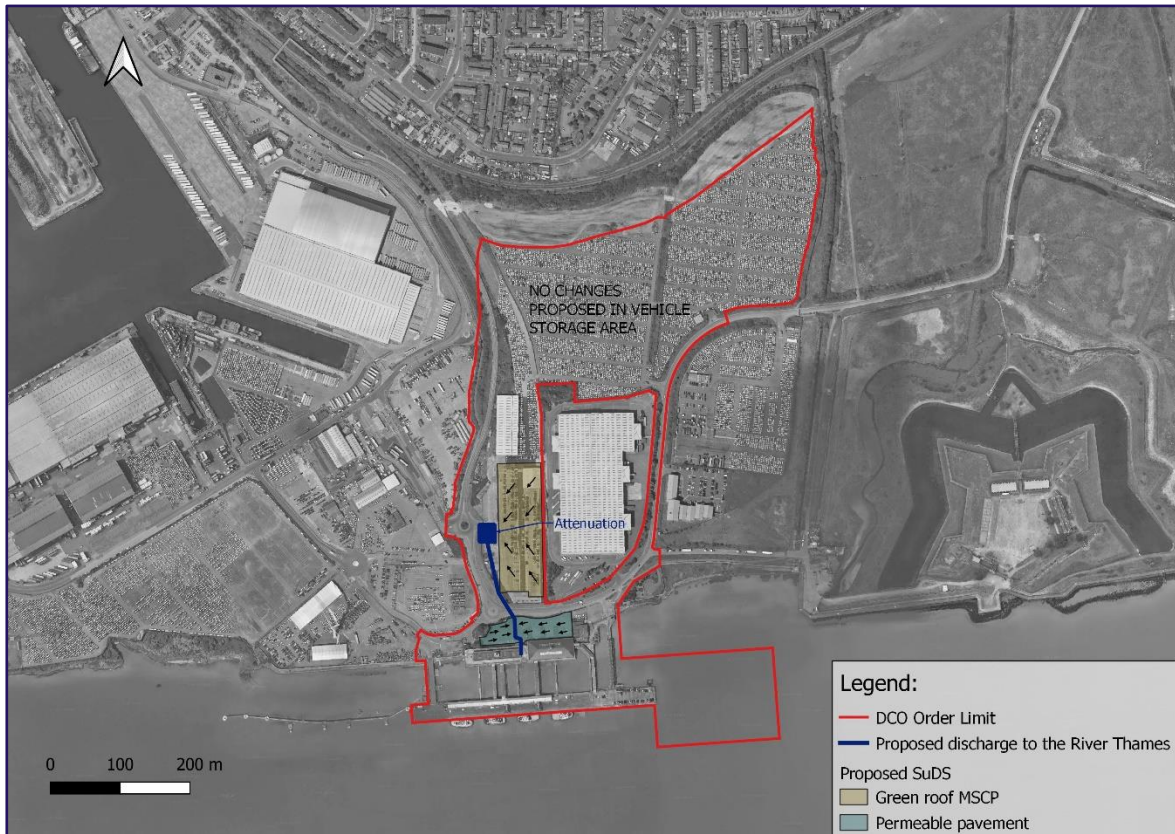 NO CHANGES
PROPOSED IN VEHICLE
STORAGE AREA
Attenuation
0 100 200 m
Legend:
DCO Order Limit
Proposed discharge to the River Thames
Proposed SuDS
Green roof MSCP
Permeable pavement